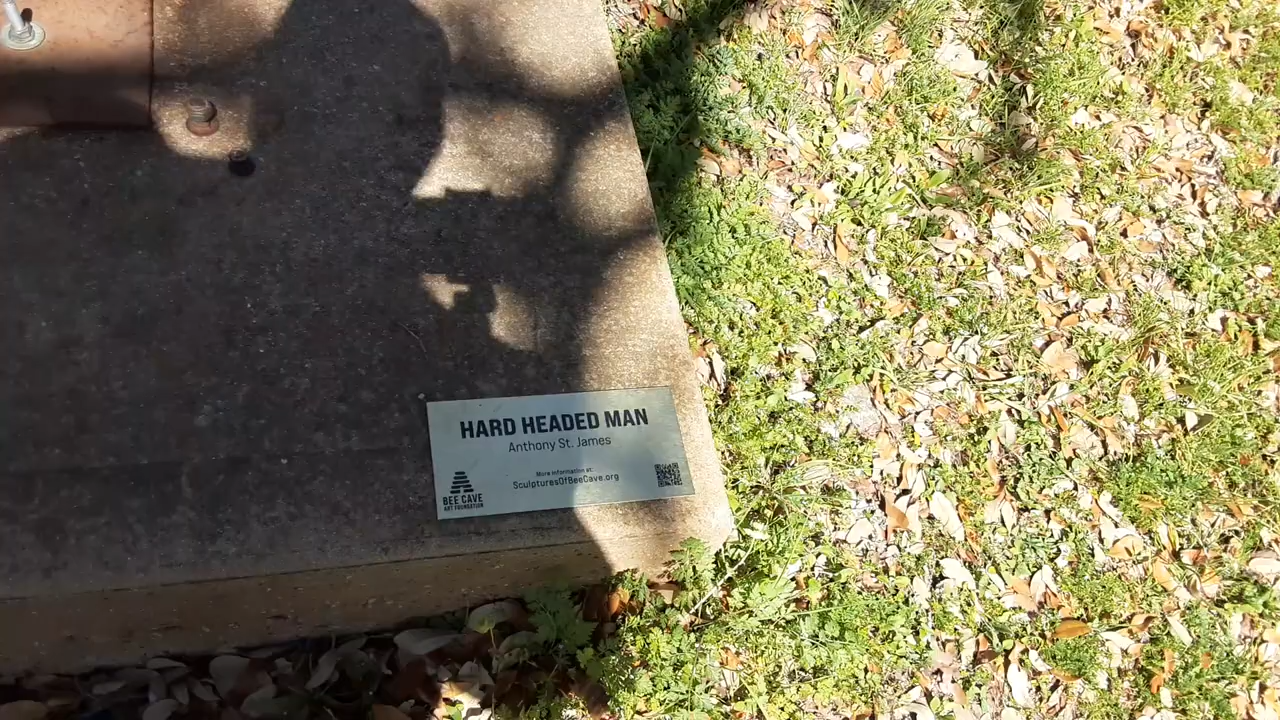 HARD HEADED MAN
Anthony St. James
More information at:
SculpturesOfBeeCave.org
BEE CAVE
ART FOUNDATION